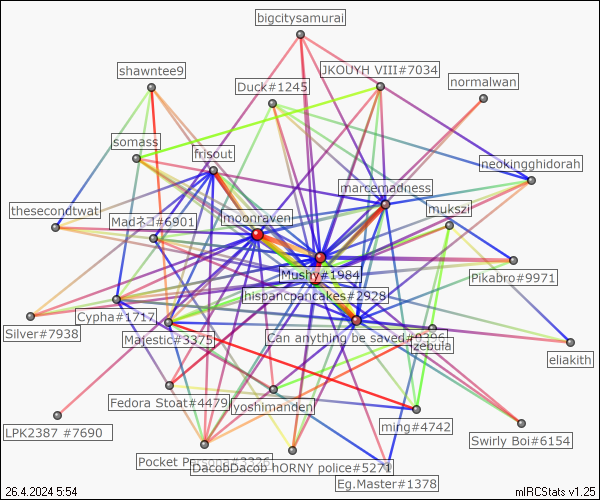 bigcitysamurai
shawntee9
JKOUYH VIII#7034
Duck#1245
normalwan
somass
frisout
neokingghidorah
marcemadness
thesecondtwat
moonraven
mukszi
Madネコ#6901
Mushy#1984
Pikabro#9971
hispancpancakes#2928
Cypha#1717
Silver#7938
Majestic#3375
Can anything be saved#0206
zebula
eliakith
Fedora Stoat#4479
yoshimanden
LPK2387 #7690
ming#4742
Swirly Boi#6154
Pocket Persona#3326
DacobDacob hORNY police#5271
Eg.Master#1378
26.4.2024 5:54
mIRCStats v1.25